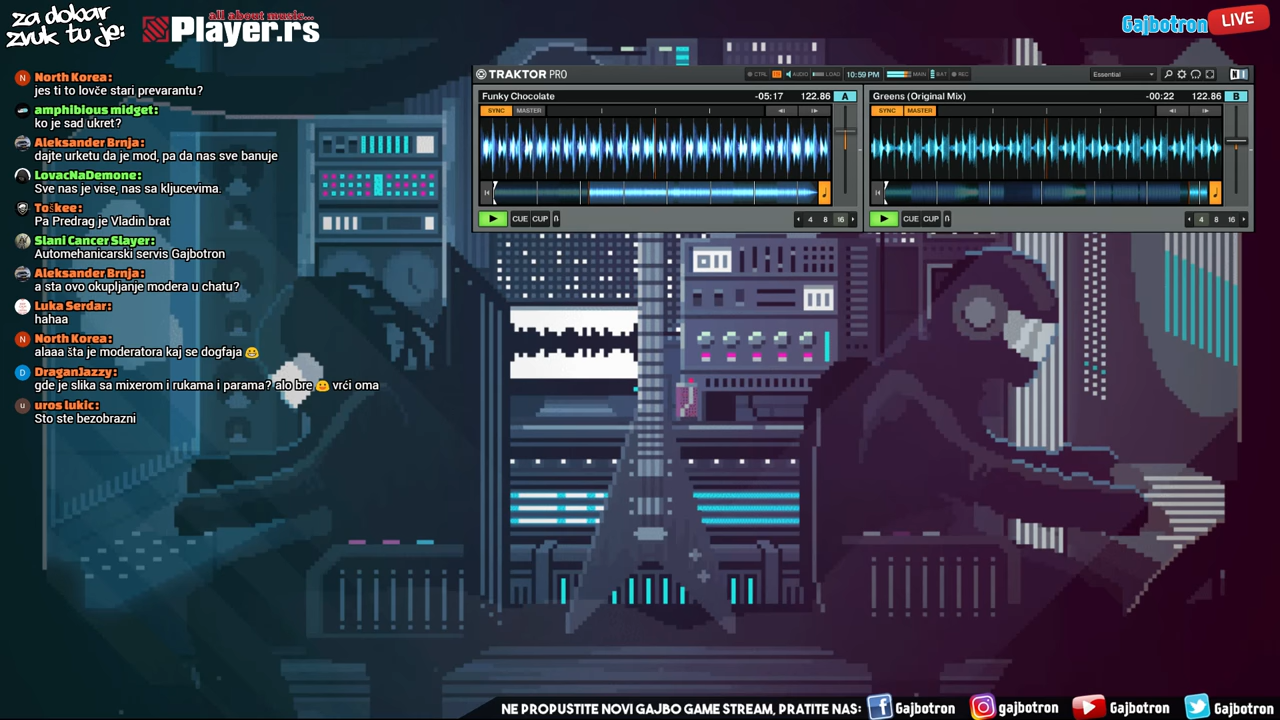 za dobar
zvuk tu je:
all about music...
Player.rs
Gajbotron LIVE
North Korea:
jes ti to lovče stari prevarantu?
amphibious midget:
ko je sad ukret?
Aleksander Brnja:
dajte urketu da je mod, pa da nas sve banuje
LovacNaDemone:
Sve nas je vise, nas sa kljucevima.
Toškee:
Pa Predrag je Vladin brat
Slani Cancer Slayer:
Automehanicarski servis Gajbotron
Aleksander Brnja:
a sta ovo okupljanje modera u chatu?
Luka Serdar:
hahaa
North Korea:
alaaa šta je moderatora kaj se dogfaja
DraganJazzy:
gde je slika sa mixerom i rukama i parama? alo bre vrći oma
uros lukic:
Sto ste bezobrazni
TRAKTOR PRO
CTRL AUDIO LOAD 10:59 PM MAIN BAT REC Essential
Funky Chocolate -05:17 122.86 A
SYNC MASTER
CUE CUP 4 8 16
Greens (Original Mix) -00:22 122.86 B
SYNC MASTER
CUE CUP 4 8 16
NE PROPUSTITE NOVI GAJBO GAME STREAM, PRATITE NAS: Gajbotron gajbotron Gajbotron Gajbotron